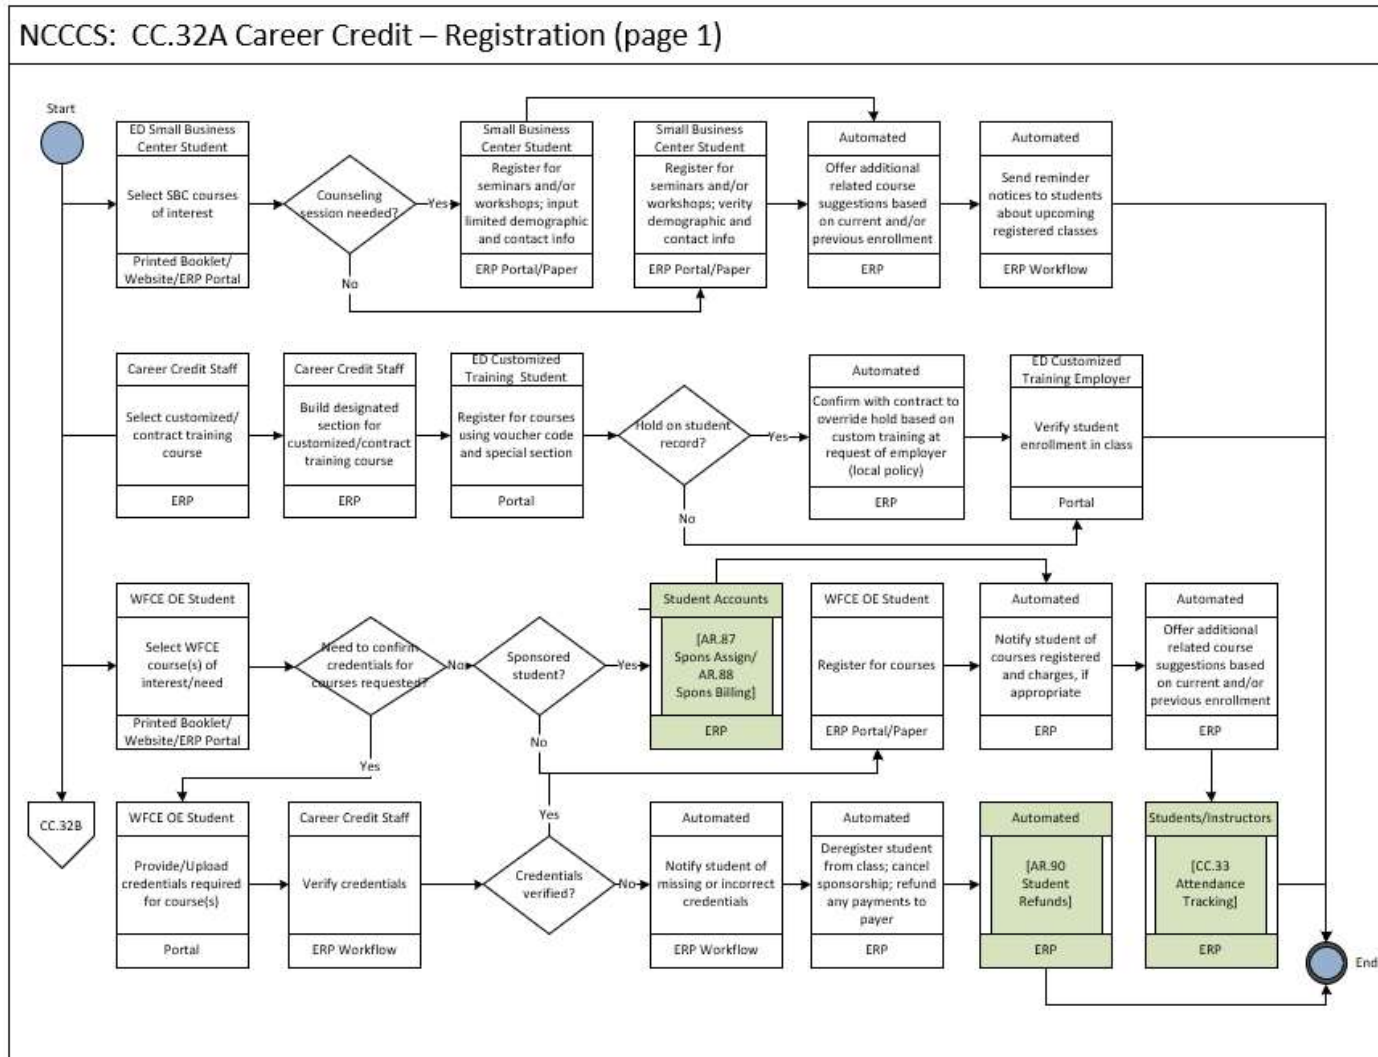 NCCCS:  CC.32A Career Credit – Registration (page 1)
Start
ED Small Business
Center Student
Select SBC courses
of interest
Printed Booklet/
Website/ERP Portal
Counseling
session needed?
Yes
No
Small Business
Center Student
Register for
seminars and/or
workshops; input
limited demographic
and contact info
ERP Portal/Paper
Small Business
Center Student
Register for
seminars and/or
workshops; verity
demographic and
contact info
ERP Portal/Paper
Automated
Offer additional
related course
suggestions based
on current and/or
previous enrollment
ERP
Automated
Send reminder
notices to students
about upcoming
registered classes
ERP Workflow
Career Credit Staff
Select customized/
contract training
course
ERP
Career Credit Staff
Build designated
section for
customized/contract
training course
ERP
ED Customized
Training  Student
Register for courses
using voucher code
and special section
Portal
Hold on student
record?
Yes
No
Automated
Confirm with contract to
override hold based on
custom training at
request of employer
(local policy)
ERP
ED Customized
Training Employer
Verify student
enrollment in class
Portal
WFCE OE Student
Select WFCE
course(s) of
interest/need
Printed Booklet/
Website/ERP Portal
Need to confirm
credentials for
courses requested?
No
Yes
Sponsored
student?
Yes
No
Student Accounts
[AR.87
Spons Assign/
AR.88
Spons Billing]
ERP
WFCE OE Student
Register for courses
ERP Portal/Paper
Automated
Notify student of
courses registered
and charges, if
appropriate
ERP
Automated
Offer additional
related course
suggestions based
on current and/or
previous enrollment
ERP
CC.32B
WFCE OE Student
Provide/Upload
credentials required
for course(s)
Portal
Career Credit Staff
Verify credentials
ERP Workflow
Credentials
verified?
Yes
No
Automated
Notify student of
missing or incorrect
credentials
ERP Workflow
Automated
Deregister student
from class; cancel
sponsorship; refund
any payments to
payer
ERP
Automated
[AR.90
Student
Refunds]
ERP
Students/Instructors
[CC.33
Attendance
Tracking]
ERP
End